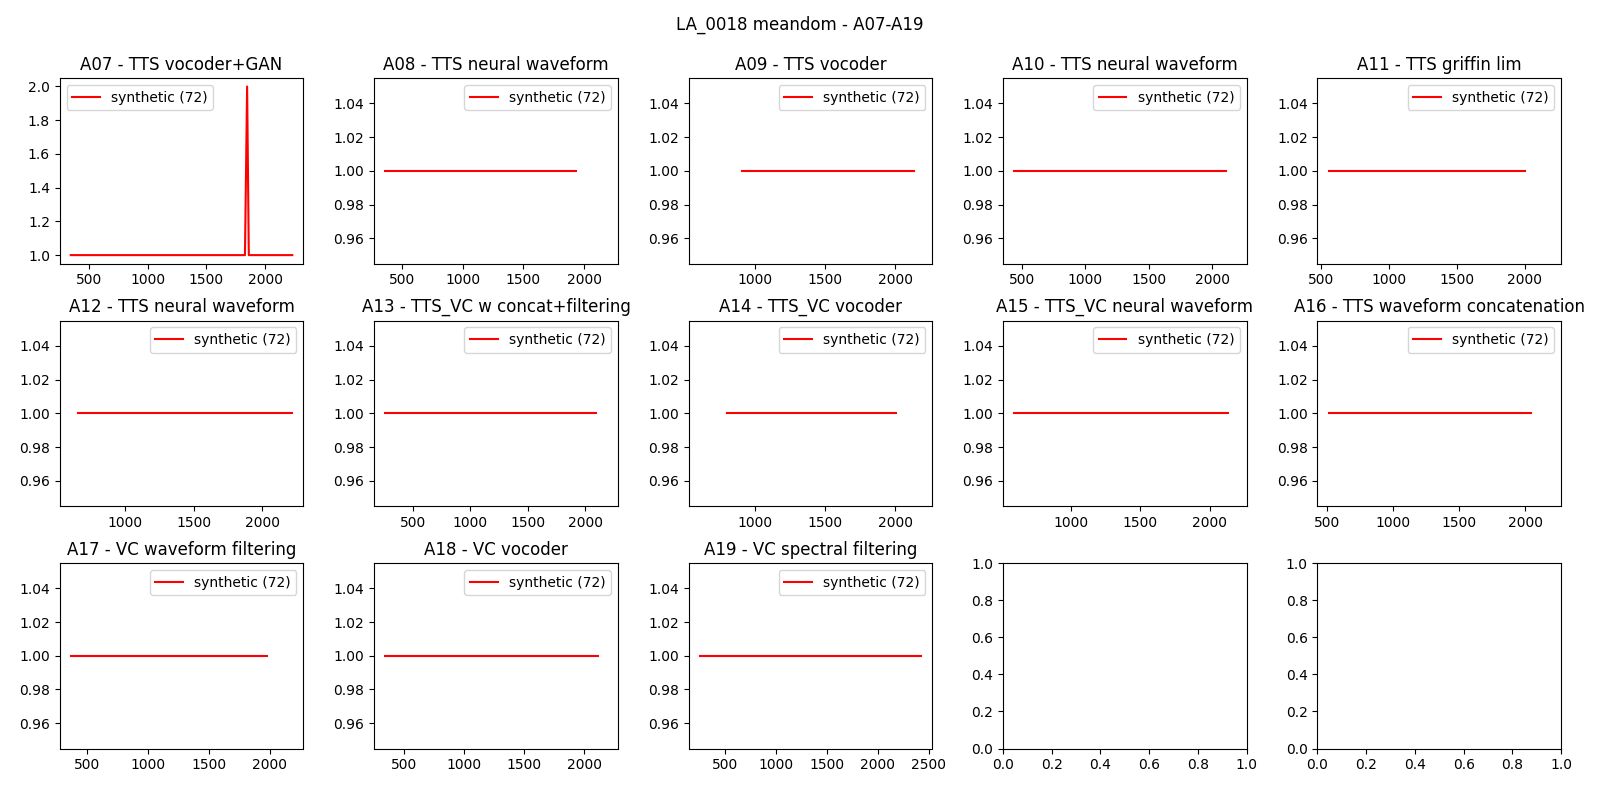 LA_0018 meandom - A07-A19
A07 - TTS vocoder+GAN
A08 - TTS neural waveform
A09 - TTS vocoder
A10 - TTS neural waveform
A11 - TTS griffin lim
synthetic (72)
synthetic (72)
synthetic (72)
synthetic (72)
synthetic (72)
2.0
1.8
1.6
1.4
1.2
1.0
1.04
1.02
1.00
0.98
0.96
1.04
1.02
1.00
0.98
0.96
1.04
1.02
1.00
0.98
0.96
1.04
1.02
1.00
0.98
0.96
500 1000 1500 2000
500 1000 1500 2000
1000 1500 2000
500 1000 1500 2000
500 1000 1500 2000
A12 - TTS neural waveform
A13 - TTS_VC w concat+filtering
A14 - TTS_VC vocoder
A15 - TTS_VC neural waveform
A16 - TTS waveform concatenation
synthetic (72)
synthetic (72)
synthetic (72)
synthetic (72)
synthetic (72)
1.04
1.02
1.00
0.98
0.96
1.04
1.02
1.00
0.98
0.96
1.04
1.02
1.00
0.98
0.96
1.04
1.02
1.00
0.98
0.96
1.04
1.02
1.00
0.98
0.96
1000 1500 2000
500 1000 1500 2000
1000 1500 2000
1000 1500 2000
500 1000 1500 2000
A17 - VC waveform filtering
A18 - VC vocoder
A19 - VC spectral filtering
synthetic (72)
synthetic (72)
synthetic (72)
1.04
1.02
1.00
0.98
0.96
1.04
1.02
1.00
0.98
0.96
1.04
1.02
1.00
0.98
0.96
1.0
0.8
0.6
0.4
0.2
0.0
1.0
0.8
0.6
0.4
0.2
0.0
500 1000 1500 2000
500 1000 1500 2000
500 1000 1500 2000 2500
0.0 0.2 0.4 0.6 0.8 1.0
0.0 0.2 0.4 0.6 0.8 1.0